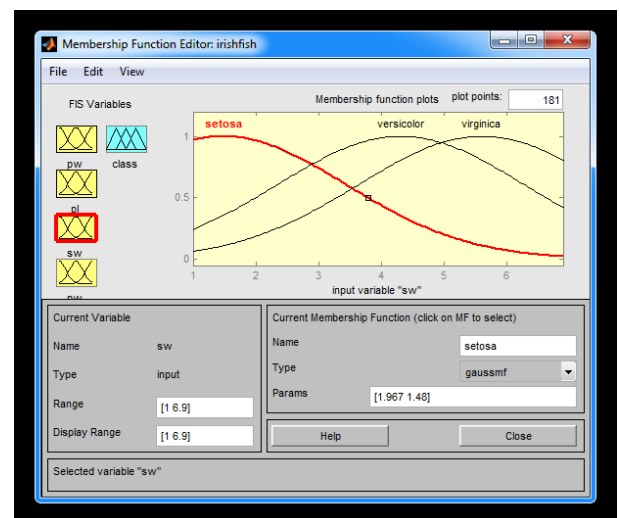 Membership Function Editor: irishfish
File Edit View
FIS Variables
Membership function plots plot points: 181
setosa versicolor virginica
1
0.5
0
1 2 3 4 5 6
input variable "sw"
pw class
pl
sw
pw
Current Variable
Name sw
Type input
Range [1 6.9]
Display Range [1 6.9]
Current Membership Function (click on MF to select)
Name setosa
Type gaussmf
Params [1.967 1.48]
Help Close
Selected variable "sw"